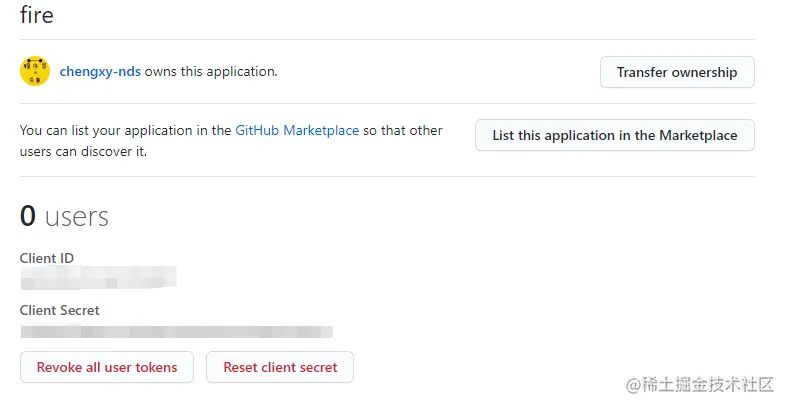 fire
chengxy-nds owns this application.
Transfer ownership
You can list your application in the GitHub Marketplace so that other
users can discover it.
List this application in the Marketplace
0 users
Client ID
Client Secret
Revoke all user tokens
Reset client secret
@稀土掘金技术社区